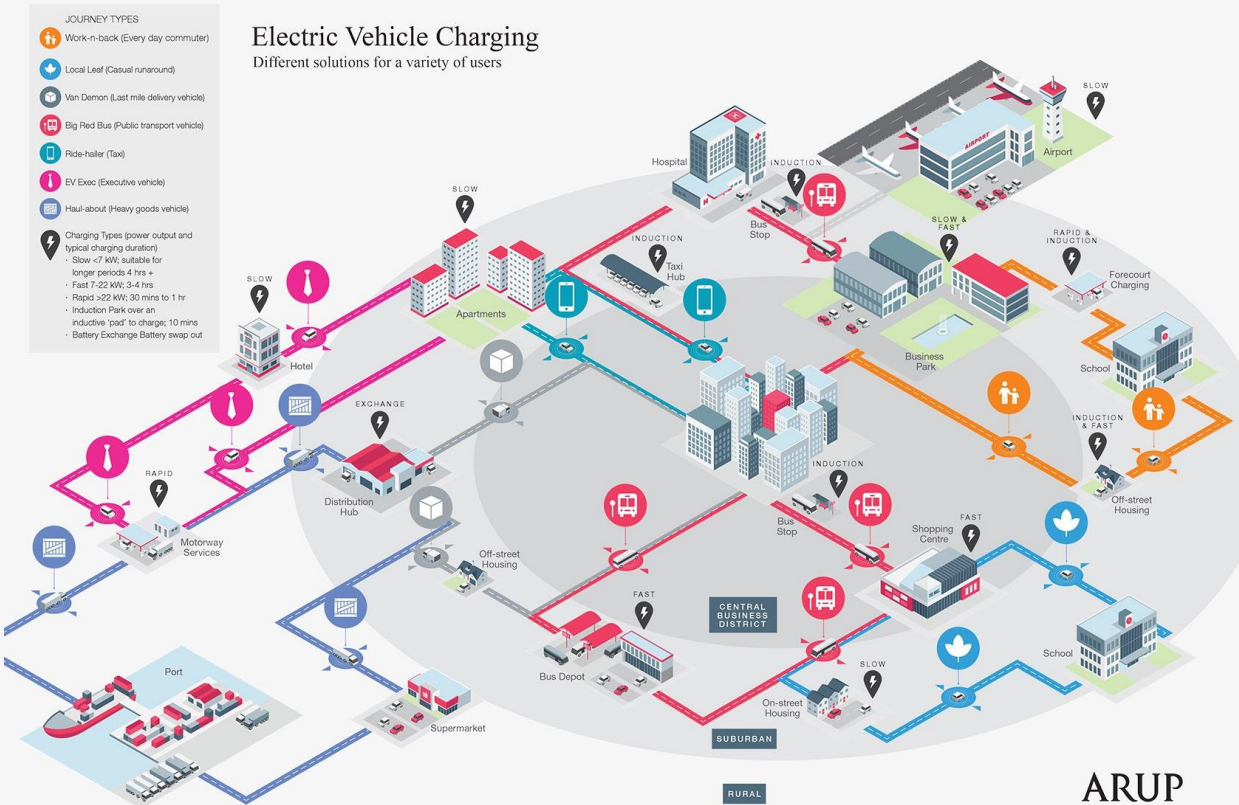 JOURNEY TYPES
Work-n-back (Every day commuter)
Local Leaf (Casual runaround)
Van Demon (Last mile delivery vehicle)
Big Red Bus (Public transport vehicle)
Ride-hailer (Taxi)
EV Exec (Executive vehicle)
Haul-about (Heavy goods vehicle)
Charging Types (power output and
typical charging duration)
· Slow <7 kW; suitable for
longer periods 4 hrs +
· Fast 7-22 kW; 3-4 hrs
· Rapid >22 kW; 30 mins to 1 hr
· Induction Park over an
inductive 'pad' to charge; 10 mins
· Battery Exchange Battery swap out
Electric Vehicle Charging
Different solutions for a variety of users
SLOW
Airport
AIRPORT
H
Hospital
INDUCTION
Bus
Stop
SLOW
Apartments
INDUCTION
Taxi
Hub
SLOW &
FAST
Business
Park
RAPID &
INDUCTION
Forecourt
Charging
SLOW
Hotel
School
EXCHANGE
Distribution
Hub
INDUCTION
& FAST
Off-street
Housing
RAPID
Motorway
Services
INDUCTION
Bus
Stop
Shopping
Centre
FAST
Off-street
Housing
FAST
Bus Depot
CENTRAL
BUSINESS
DISTRICT
School
SLOW
On-street
Housing
Port
Supermarket
SUBURBAN
RURAL
ARUP